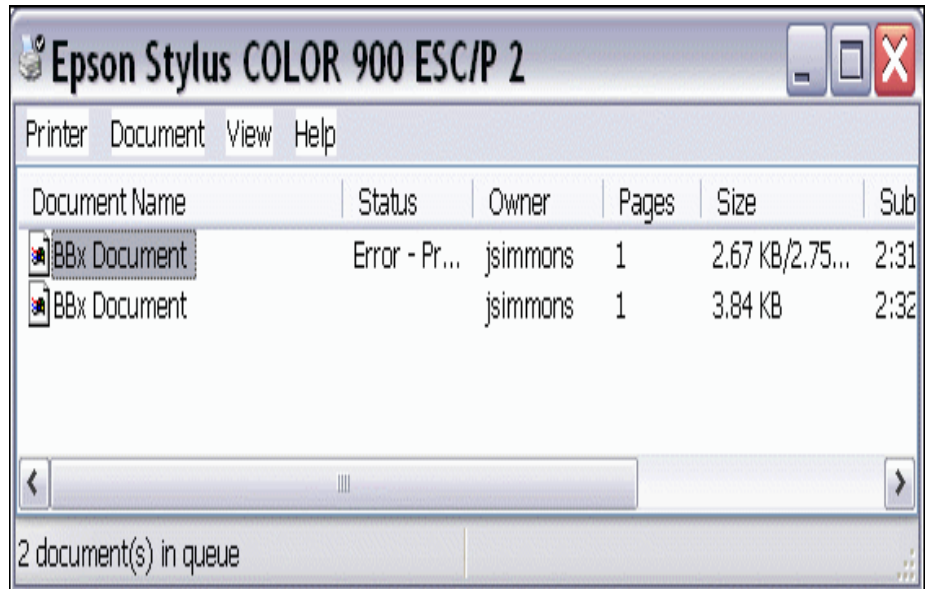 Epson Stylus COLOR 900 ESC/P 2
Printer Document View Help
Document Name Status Owner Pages Size Sub
BBx Document Error - Pr... jsimmons 1 2.67 KB/2.75... 2:31
BBx Document jsimmons 1 3.84 KB 2:32
2 document(s) in queue